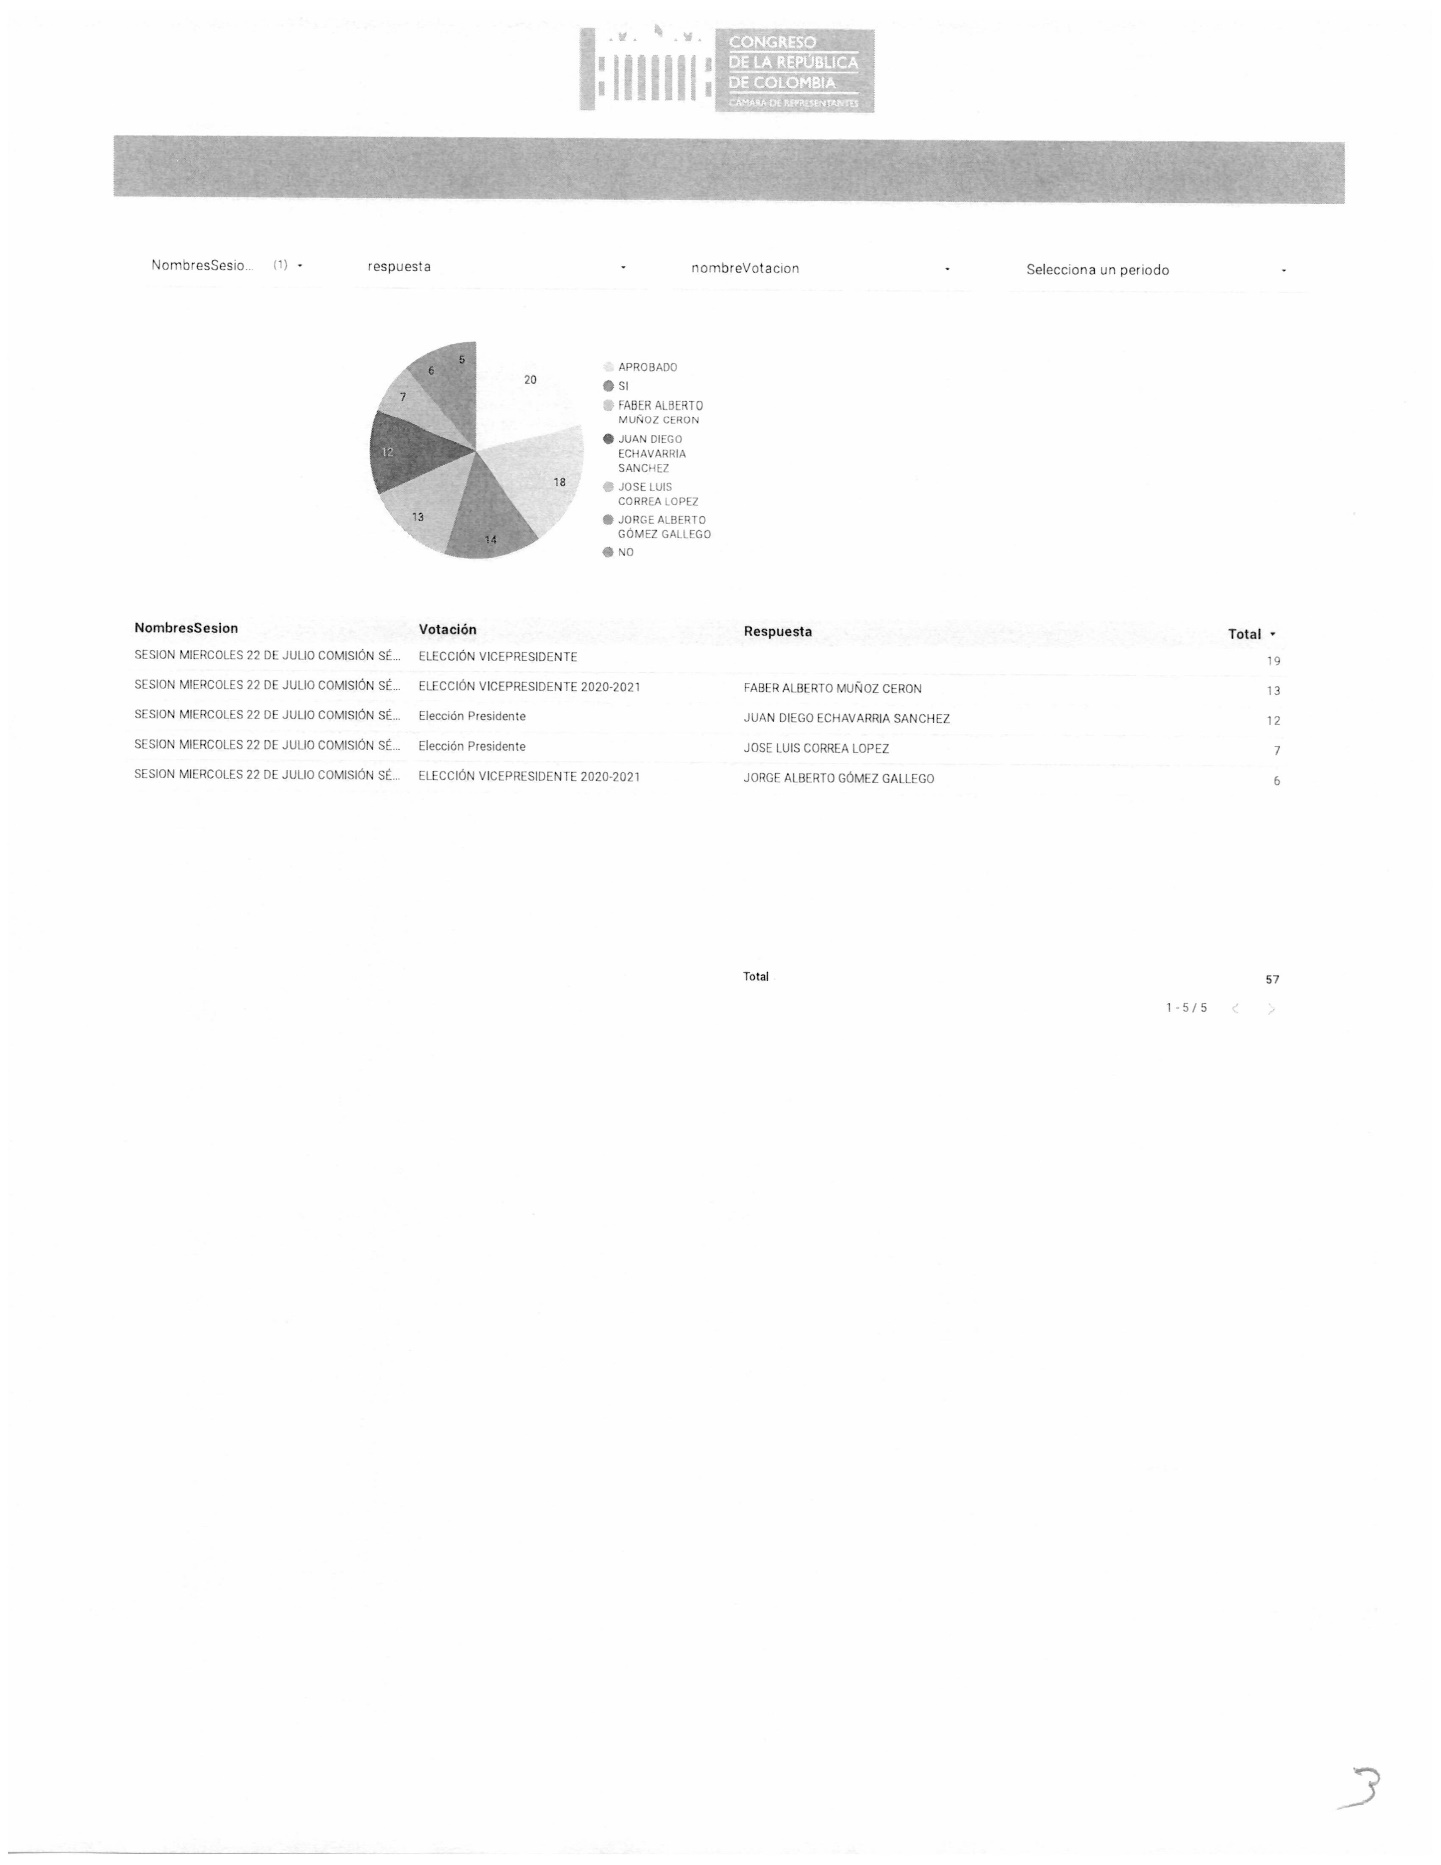 CONGRESO
DE LA REPÚBLICA
DE COLOMBIA
CÁMARA DE REPRESENTANTES
NombresSesio... (1) respuesta nombreVotacion Selecciona un periodo
5
6
20
7
12
18
13
14
APROBADO
SI
FABER ALBERTO
MUÑOZ CERON
JUAN DIEGO
ECHAVARRIA
SANCHEZ
JOSE LUIS
CORREA LOPEZ
JORGE ALBERTO
GÓMEZ GALLEGO
NO
NombresSesion Votación Respuesta Total
SESION MIERCOLES 22 DE JULIO COMISIÓN SÉ... ELECCIÓN VICEPRESIDENTE 19
SESION MIERCOLES 22 DE JULIO COMISIÓN SÉ... ELECCIÓN VICEPRESIDENTE 2020-2021 FABER ALBERTO MUÑOZ CERON 13
SESION MIERCOLES 22 DE JULIO COMISIÓN SÉ... Elección Presidente JUAN DIEGO ECHAVARRIA SANCHEZ 12
SESION MIERCOLES 22 DE JULIO COMISIÓN SÉ... Elección Presidente JOSE LUIS CORREA LOPEZ 7
SESION MIERCOLES 22 DE JULIO COMISIÓN SÉ... ELECCIÓN VICEPRESIDENTE 2020-2021 JORGE ALBERTO GÓMEZ GALLEGO 6
Total 57
1 - 5 / 5 < >
3